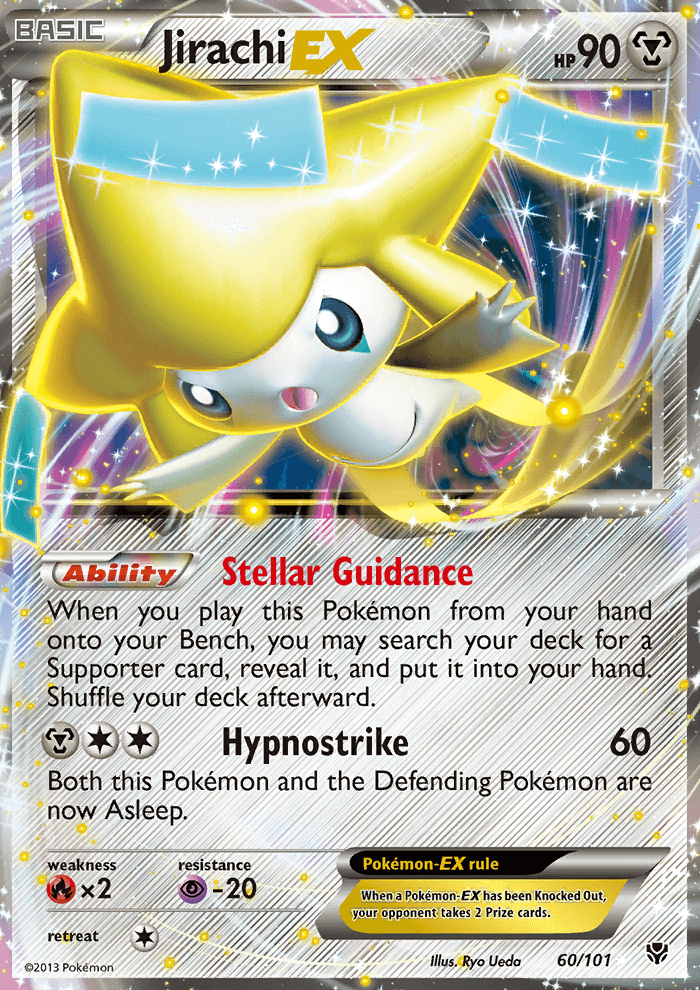 BASIC
Jirachi EX
HP 90
Ability Stellar Guidance
When you play this Pokémon from your hand
onto your Bench, you may search your deck for a
Supporter card, reveal it, and put it into your hand.
Shuffle your deck afterward.
Hypnostrike 60
Both this Pokémon and the Defending Pokémon are
now Asleep.
weakness resistance
×2 -20
Pokémon-EX rule
When a Pokémon-EX has been Knocked Out,
your opponent takes 2 Prize cards.
retreat
©2013 Pokémon
Illus. Ryo Ueda 60/101